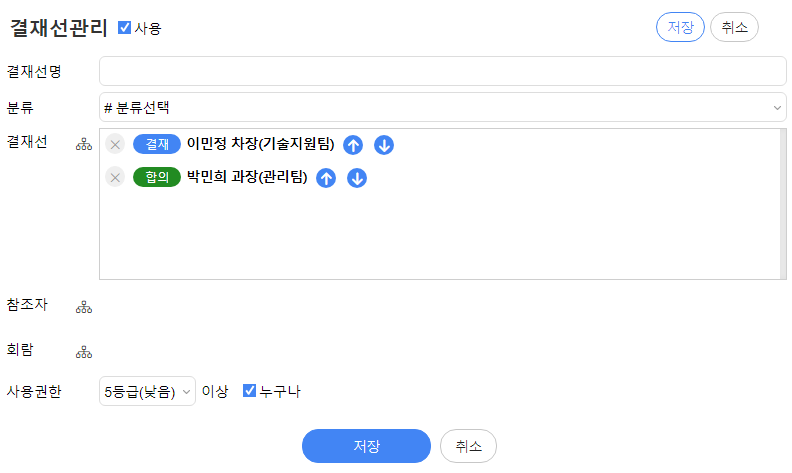 결재선관리 사용 저장 취소
결재선명
분류 # 분류선택
결재선 결재 이민정 차장(기술지원팀)
합의 박민희 과장(관리팀)
참조자
회람
사용권한 5등급(낮음) 이상 누구나
저장 취소